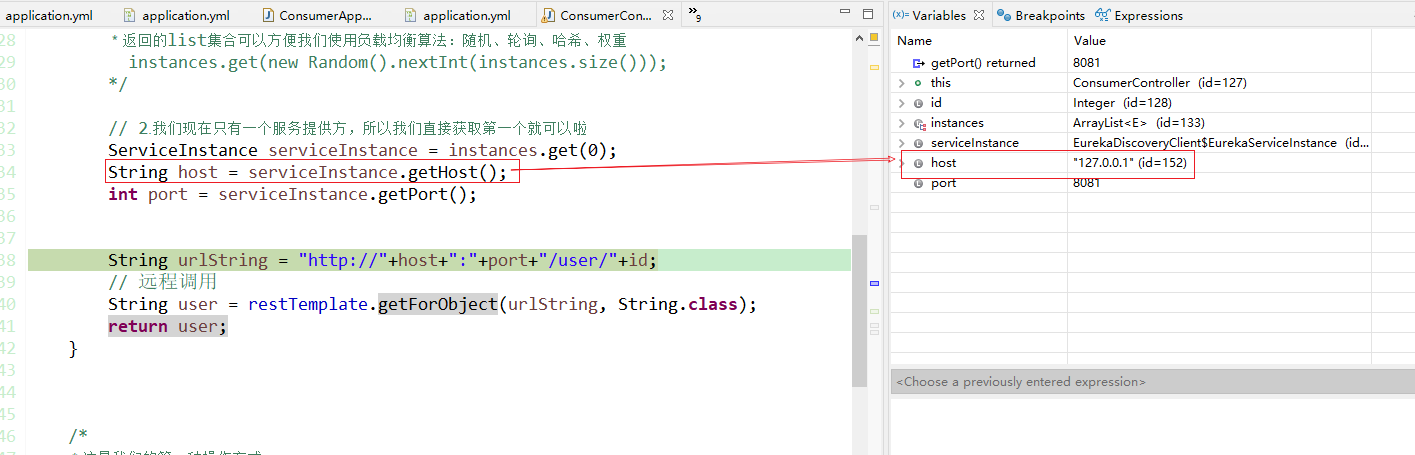 application.yml application.yml ConsumerApp... application.yml ConsumerCon... »9
28 * 返回的list集合可以方便我们使用负载均衡算法：随机、轮询、哈希、权重
29 instances.get(new Random().nextInt(instances.size()));
30 */
31
32 // 2.我们现在只有一个服务提供方，所以我们直接获取第一个就可以啦
33 ServiceInstance serviceInstance = instances.get(0);
34 String host = serviceInstance.getHost();
35 int port = serviceInstance.getPort();
36
37
38 String urlString = "http://"+host+":"+port+"/user/"+id;
39 // 远程调用
40 String user = restTemplate.getForObject(urlString, String.class);
41 return user;
42 }
43
44
45
46 /*
47
(x)= Variables Breakpoints Expressions
Name Value
getPort() returned 8081
this ConsumerController (id=127)
id Integer (id=128)
instances ArrayList<E> (id=133)
serviceInstance EurekaDiscoveryClient$EurekaServiceInstance (id...
host "127.0.0.1" (id=152)
port 8081
<Choose a previously entered expression>